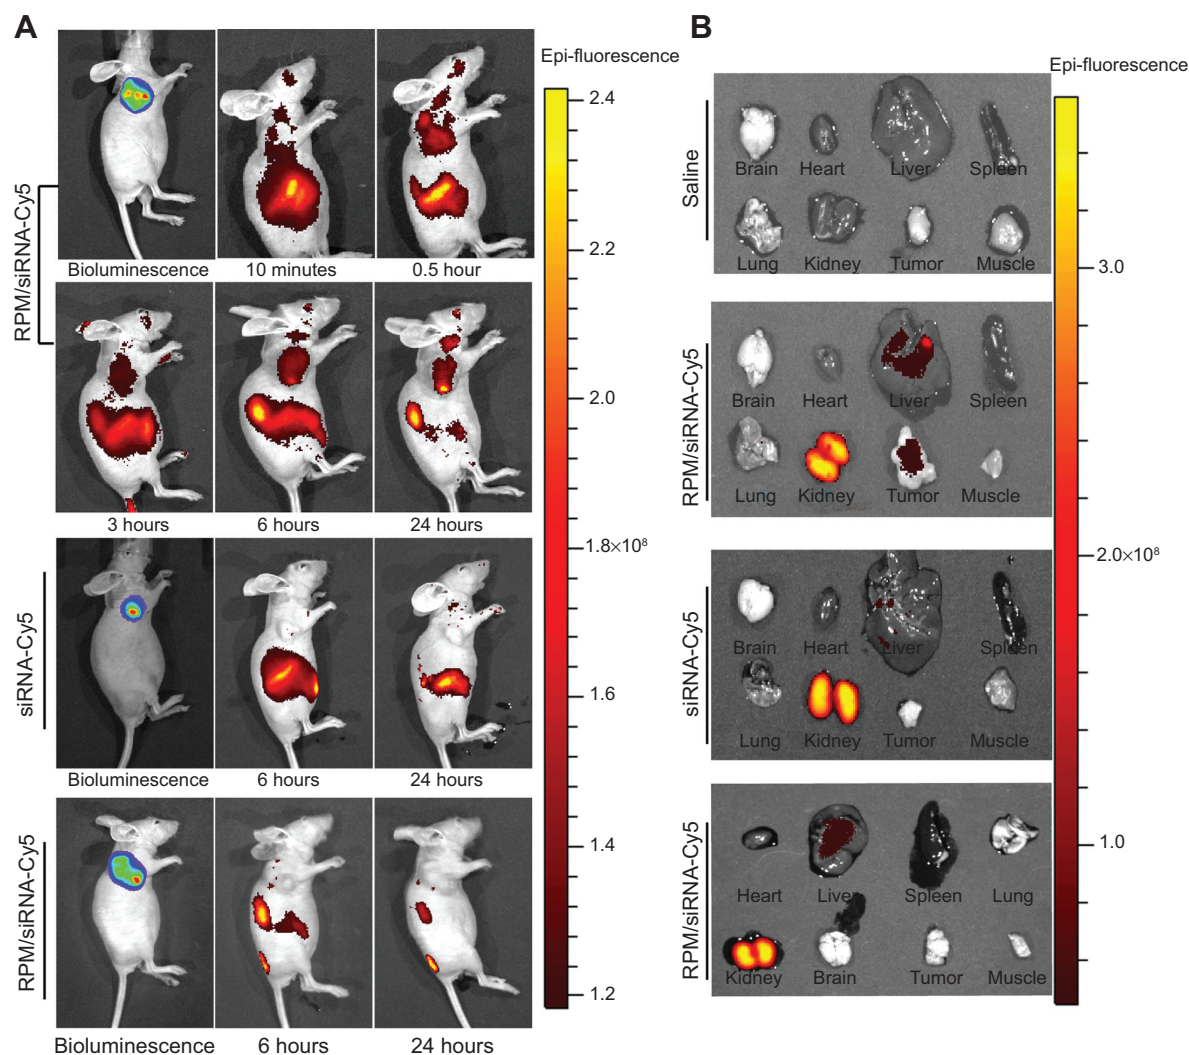 A
RPM/siRNA-Cy5
Bioluminescence
10 minutes
0.5 hour
3 hours
6 hours
24 hours
siRNA-Cy5
Bioluminescence
6 hours
24 hours
RPM/siRNA-Cy5
Bioluminescence
6 hours
24 hours
Epi-fluorescence
2.4
2.2
2.0
1.8×10⁸
1.6
1.4
1.2
B
Saline
Brain
Heart
Liver
Spleen
Lung
Kidney
Tumor
Muscle
RPM/siRNA-Cy5
Brain
Heart
Liver
Spleen
Lung
Kidney
Tumor
Muscle
siRNA-Cy5
Brain
Heart
Liver
Spleen
Lung
Kidney
Tumor
Muscle
RPM/siRNA-Cy5
Heart
Liver
Spleen
Lung
Kidney
Brain
Tumor
Muscle
Epi-fluorescence
3.0
2.0×10⁸
1.0